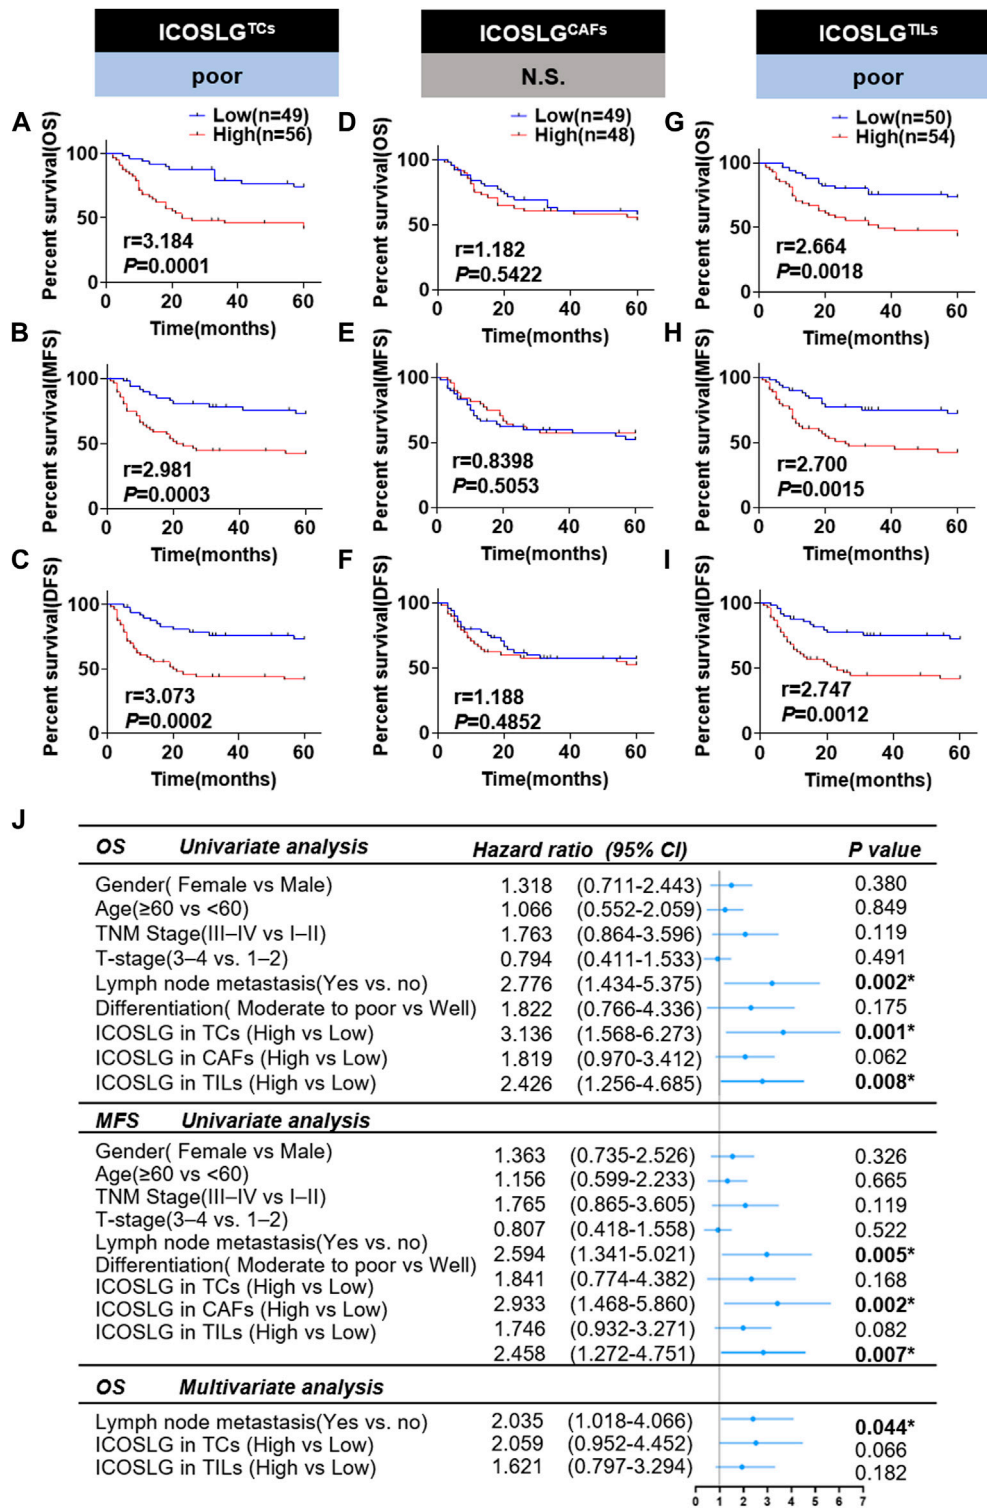 ICOSLGTCs ICOSLGCAFs ICOSLGTILs
poor N.S. poor
A
Low(n=49)
High(n=56)
Percent survival(OS)
100
50
0
r=3.184
P=0.0001
0 20 40 60
Time(months)
D
Low(n=49)
High(n=48)
Percent survival(OS)
100
50
0
r=1.182
P=0.5422
0 20 40 60
Time(months)
G
Low(n=50)
High(n=54)
Percent survival(OS)
100
50
0
r=2.664
P=0.0018
0 20 40 60
Time(months)
B
Percent survival(MFS)
100
50
0
r=2.981
P=0.0003
0 20 40 60
Time(months)
E
Percent survival(MFS)
100
50
0
r=0.8398
P=0.5053
0 20 40 60
Time(months)
H
Percent survival(MFS)
100
50
0
r=2.700
P=0.0015
0 20 40 60
Time(months)
C
Percent survival(DFS)
100
50
0
r=3.073
P=0.0002
0 20 40 60
Time(months)
F
Percent survival(DFS)
100
50
0
r=1.188
P=0.4852
0 20 40 60
Time(months)
I
Percent survival(DFS)
100
50
0
r=2.747
P=0.0012
0 20 40 60
Time(months)
J
OS Univariate analysis Hazard ratio (95% CI) P value
Gender( Female vs Male) 1.318 (0.711-2.443) 0.380
Age(≥60 vs <60) 1.066 (0.552-2.059) 0.849
TNM Stage(III–IV vs I–II) 1.763 (0.864-3.596) 0.119
T-stage(3–4 vs. 1–2) 0.794 (0.411-1.533) 0.491
Lymph node metastasis(Yes vs. no) 2.776 (1.434-5.375) 0.002*
Differentiation( Moderate to poor vs Well) 1.822 (0.766-4.336) 0.175
ICOSLG in TCs (High vs Low) 3.136 (1.568-6.273) 0.001*
ICOSLG in CAFs (High vs Low) 1.819 (0.970-3.412) 0.062
ICOSLG in TILs (High vs Low) 2.426 (1.256-4.685) 0.008*
MFS Univariate analysis
Gender( Female vs Male) 1.363 (0.735-2.526) 0.326
Age(≥60 vs <60) 1.156 (0.599-2.233) 0.665
TNM Stage(III–IV vs I–II) 1.765 (0.865-3.605) 0.119
T-stage(3–4 vs. 1–2) 0.807 (0.418-1.558) 0.522
Lymph node metastasis(Yes vs. no) 2.594 (1.341-5.021) 0.005*
Differentiation( Moderate to poor vs Well) 1.841 (0.774-4.382) 0.168
ICOSLG in TCs (High vs Low) 2.933 (1.468-5.860) 0.002*
ICOSLG in CAFs (High vs Low) 1.746 (0.932-3.271) 0.082
ICOSLG in TILs (High vs Low) 2.458 (1.272-4.751) 0.007*
OS Multivariate analysis
Lymph node metastasis(Yes vs. no) 2.035 (1.018-4.066) 0.044*
ICOSLG in TCs (High vs Low) 2.059 (0.952-4.452) 0.066
ICOSLG in TILs (High vs Low) 1.621 (0.797-3.294) 0.182
0 1 2 3 4 5 6 7